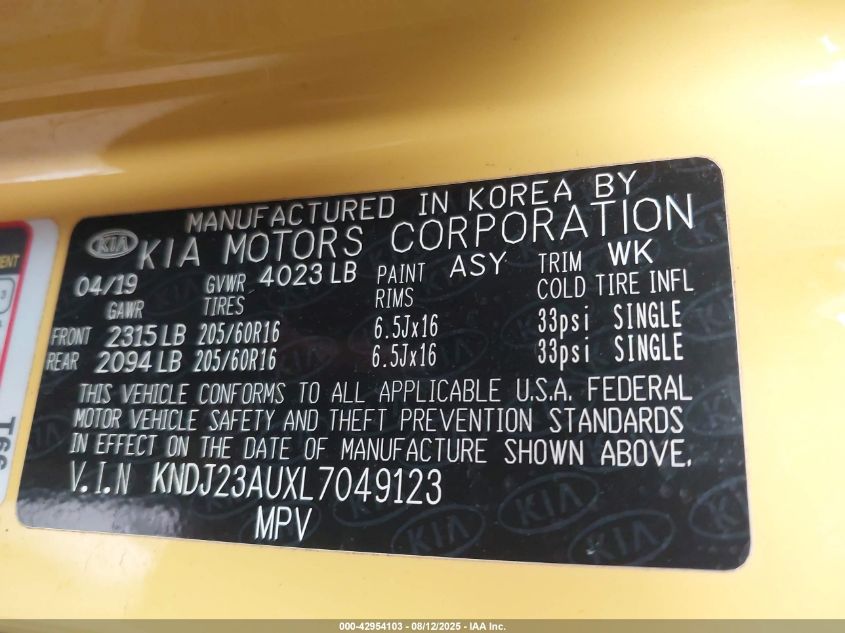 MANUFACTURED IN KOREA BY
KIA KIA MOTORS CORPORATION
04/19 GVWR 4023 LB PAINT ASY TRIM WK
GAWR TIRES RIMS COLD TIRE INFL
FRONT 2315 LB 205/60R16 6.5Jx16 33psi SINGLE
REAR 2094 LB 205/60R16 6.5Jx16 33psi SINGLE
THIS VEHICLE CONFORMS TO ALL APPLICABLE U.S.A. FEDERAL
MOTOR VEHICLE SAFETY AND THEFT PREVENTION STANDARDS
IN EFFECT ON THE DATE OF MANUFACTURE SHOWN ABOVE.
V.I.N KNDJ23AUXL7049123
MPV
000-42954103 - 08/12/2025 - IAA Inc.